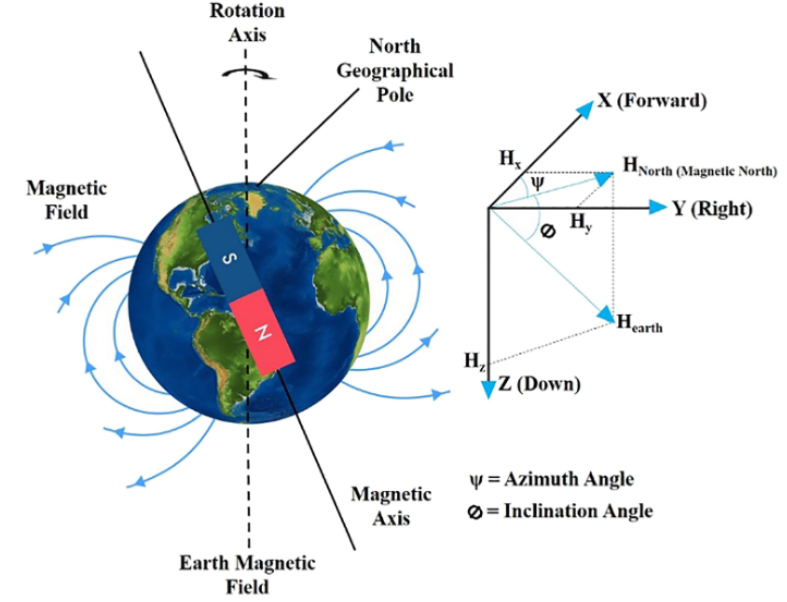 Rotation
Axis
North
Geographical
Pole
Magnetic
Field
S
N
Magnetic
Axis
Earth Magnetic
Field
X (Forward)
Hx
ψ
HNorth (Magnetic North)
Y (Right)
Hy
Ø
Hearth
Hz
Z (Down)
ψ = Azimuth Angle
Ø = Inclination Angle